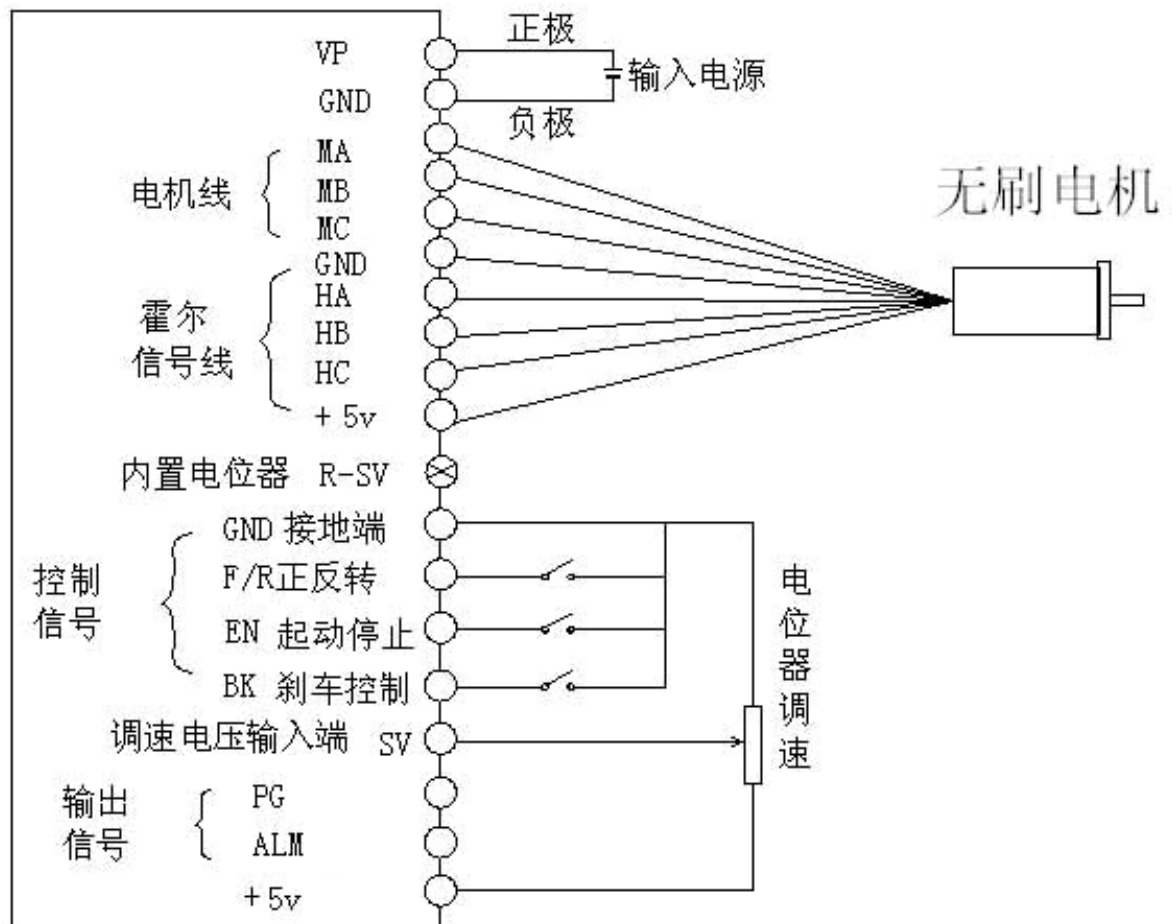 VP
正极
输入电源
GND
负极
电机线
MA
MB
MC
无刷电机
霍尔
信号线
GND
HA
HB
HC
+5v
内置电位器 R-SV
控制
信号
GND 接地端
F/R正反转
EN 起动停止
BK 刹车控制
调速电压输入端 SV
电位器调速
输出
信号
PG
ALM
+5v